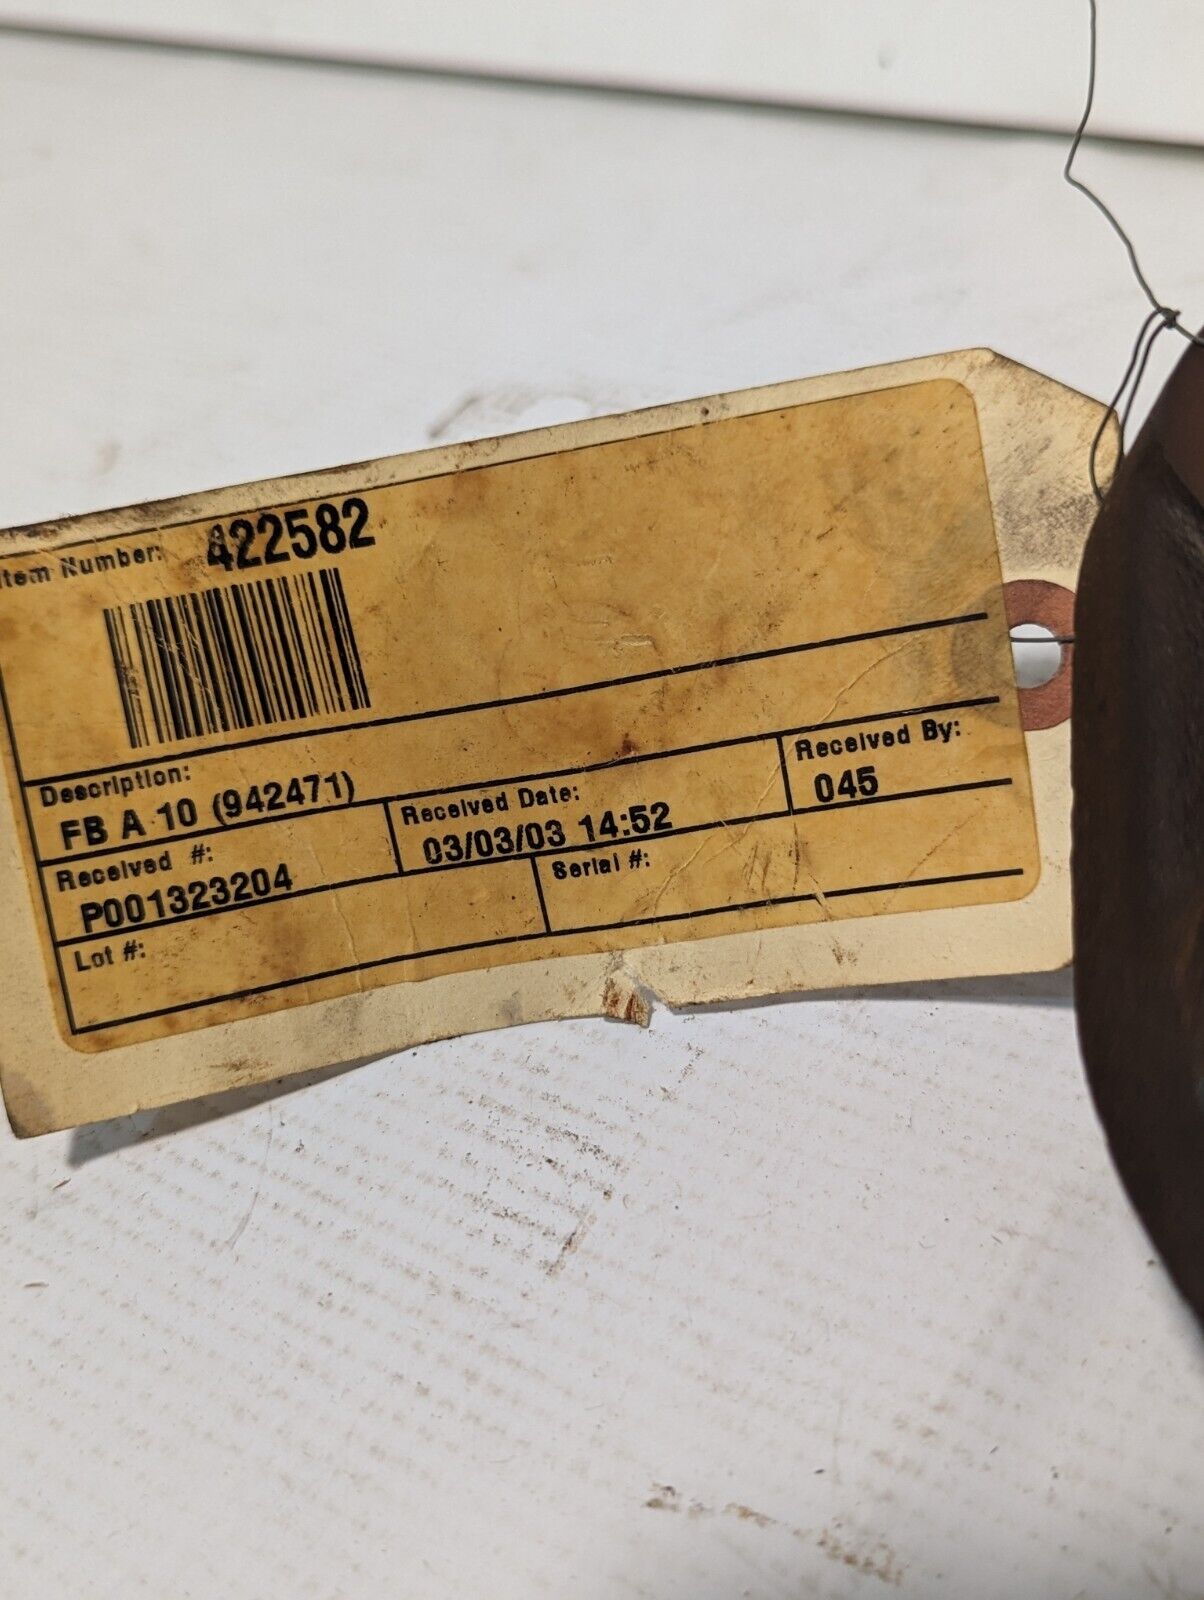 Item Number: 422582
Description:
FB A 10 (942471)
Received #:
P001323204
Received Date:
03/03/03 14:52
Received By:
045
Lot #:
Serial #: